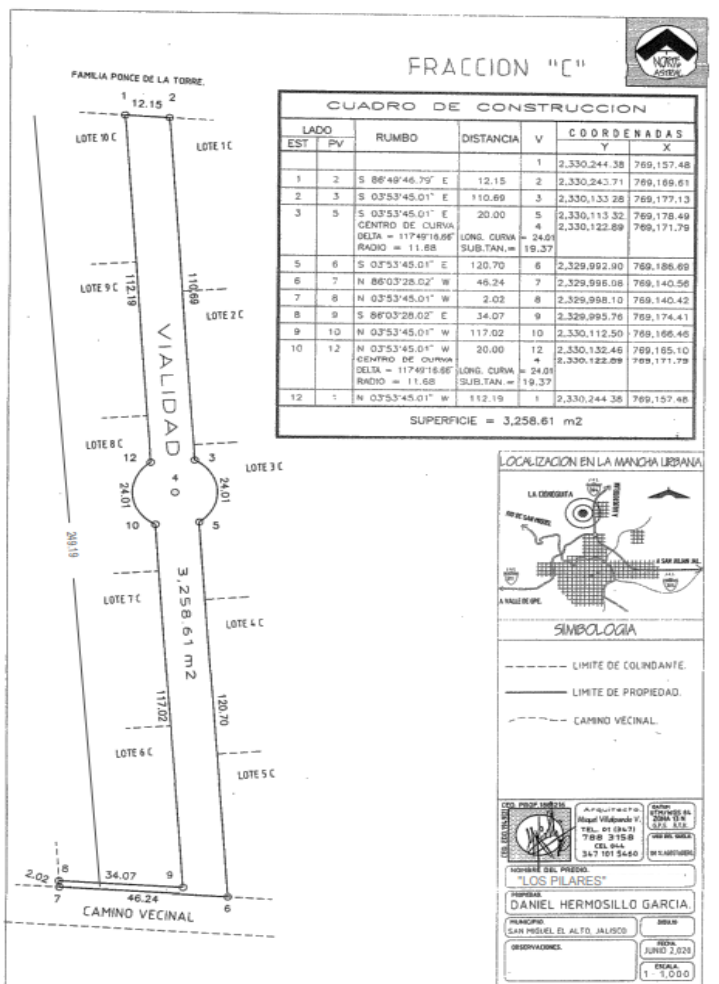 FRACCION "C"
NORTE
ASTRAL
FAMILIA PONCE DE LA TORRE.
1 2
12.15
LOTE 10 C
LOTE 1 C
LOTE 9 C
112.19
110.69
LOTE 2 C
VIALIDAD
LOTE 8 C
12 3
4
LOTE 3 C
24.01 24.01
10 5
249.19
LOTE 7 C
3,258.61 m2
LOTE 4 C
117.02
120.70
LOTE 6 C
LOTE 5 C
8
2.02
34.07
9
7
46.24
6
CAMINO VECINAL
CUADRO DE CONSTRUCCION
LADO RUMBO DISTANCIA V COORDENADAS
EST PV Y X
1 2,330,244.38 769,157.48
1 2 S 86°49'46.79" E 12.15 2 2,330,243.71 769,169.61
2 3 S 03°53'45.01" E 110.69 3 2,330,133.28 769,177.13
3 5 S 03°53'45.01" E 20.00 5 2,330,113.32 769,178.49
CENTRO DE CURVA 4 2,330,122.89 769,171.79
DELTA = 117°49'16.66" LONG. CURVA = 24.01
RADIO = 11.68 SUB.TAN.= 19.37
5 6 S 03°53'45.01" E 120.70 6 2,329,992.90 769,186.69
6 7 N 86°03'28.02" W 46.24 7 2,329,996.08 769,140.56
7 8 N 03°53'45.01" W 2.02 8 2,329,998.10 769,140.42
8 9 S 86°03'28.02" E 34.07 9 2,329,995.76 769,174.41
9 10 N 03°53'45.01" W 117.02 10 2,330,112.50 769,166.46
10 12 N 03°53'45.01" W 20.00 12 2,330,132.46 769,165.10
CENTRO DE CURVA 4 2,330,122.89 769,171.79
DELTA = 117°49'16.66" LONG. CURVA = 24.01
RADIO = 11.68 SUB.TAN.= 19.37
12 1 N 03°53'45.01" W 112.19 1 2,330,244.38 769,157.48
SUPERFICIE = 3,258.61 m2
LOCALIZACION EN LA MANCHA URBANA
LA CIENEGUITA
RIO DE SAN MIGUEL
A SAN JULIAN JAL.
A VALLE DE GPE.
SIMBOLOGIA
LIMITE DE COLINDANTE.
LIMITE DE PROPIEDAD.
CAMINO VECINAL.
Arquitecto.
Miguel Villalpando V.
TEL. 01 (347)
788 3158
CEL 044
347 101 5460
DATUM
ZONA 13 N
NOMBRE DEL PREDIO.
"LOS PILARES"
DANIEL HERMOSILLO GARCIA.
MUNICIPIO.
SAN MIGUEL EL ALTO, JALISCO
DIBUJO
OBSERVACIONES.
FECHA.
JUNIO 2,020
ESCALA.
1 - 1,000